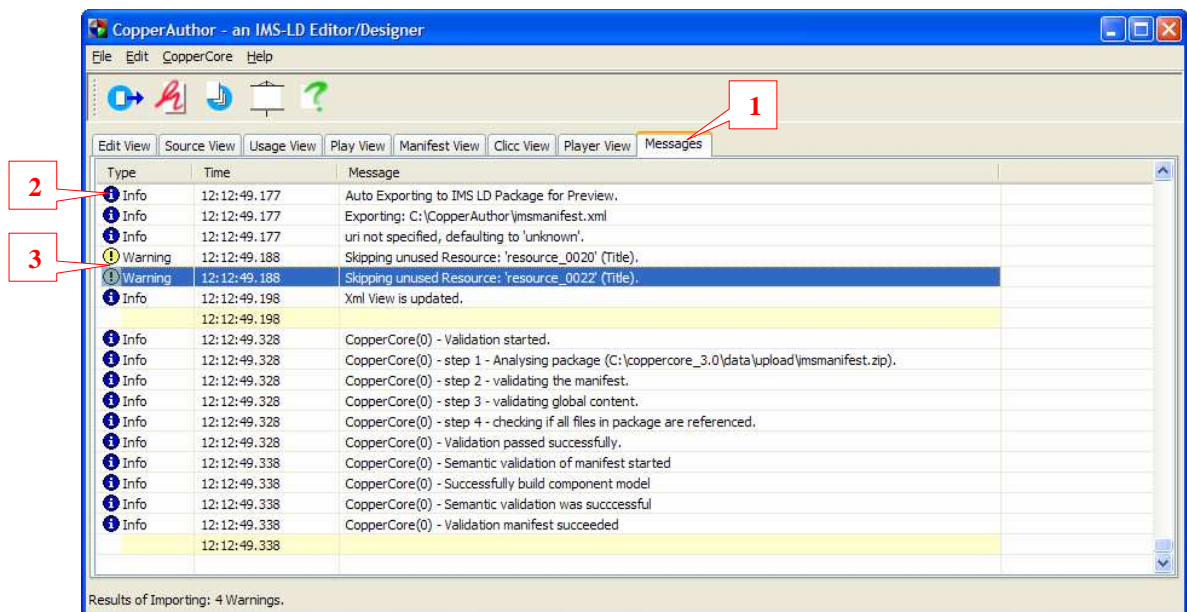 CopperAuthor - an IMS-LD Editor/Designer
File Edit CopperCore Help
1
Edit View Source View Usage View Play View Manifest View Clicc View Player View Messages
Type Time Message
2
Info 12:12:49.177 Auto Exporting to IMS LD Package for Preview.
Info 12:12:49.177 Exporting: C:\CopperAuthor\imsmanifest.xml
Info 12:12:49.177 uri not specified, defaulting to 'unknown'.
3
Warning 12:12:49.188 Skipping unused Resource: 'resource_0020' (Title).
Warning 12:12:49.188 Skipping unused Resource: 'resource_0022' (Title).
Info 12:12:49.198 Xml View is updated.
12:12:49.198
Info 12:12:49.328 CopperCore(0) - Validation started.
Info 12:12:49.328 CopperCore(0) - step 1 - Analysing package (C:\coppercore_3.0\data\upload\imsmanifest.zip).
Info 12:12:49.328 CopperCore(0) - step 2 - validating the manifest.
Info 12:12:49.328 CopperCore(0) - step 3 - validating global content.
Info 12:12:49.328 CopperCore(0) - step 4 - checking if all files in package are referenced.
Info 12:12:49.328 CopperCore(0) - Validation passed successfully.
Info 12:12:49.338 CopperCore(0) - Semantic validation of manifest started
Info 12:12:49.338 CopperCore(0) - Successfully build component model
Info 12:12:49.338 CopperCore(0) - Semantic validation was succcessful
Info 12:12:49.338 CopperCore(0) - Validation manifest succeeded
12:12:49.338
Results of Importing: 4 Warnings.